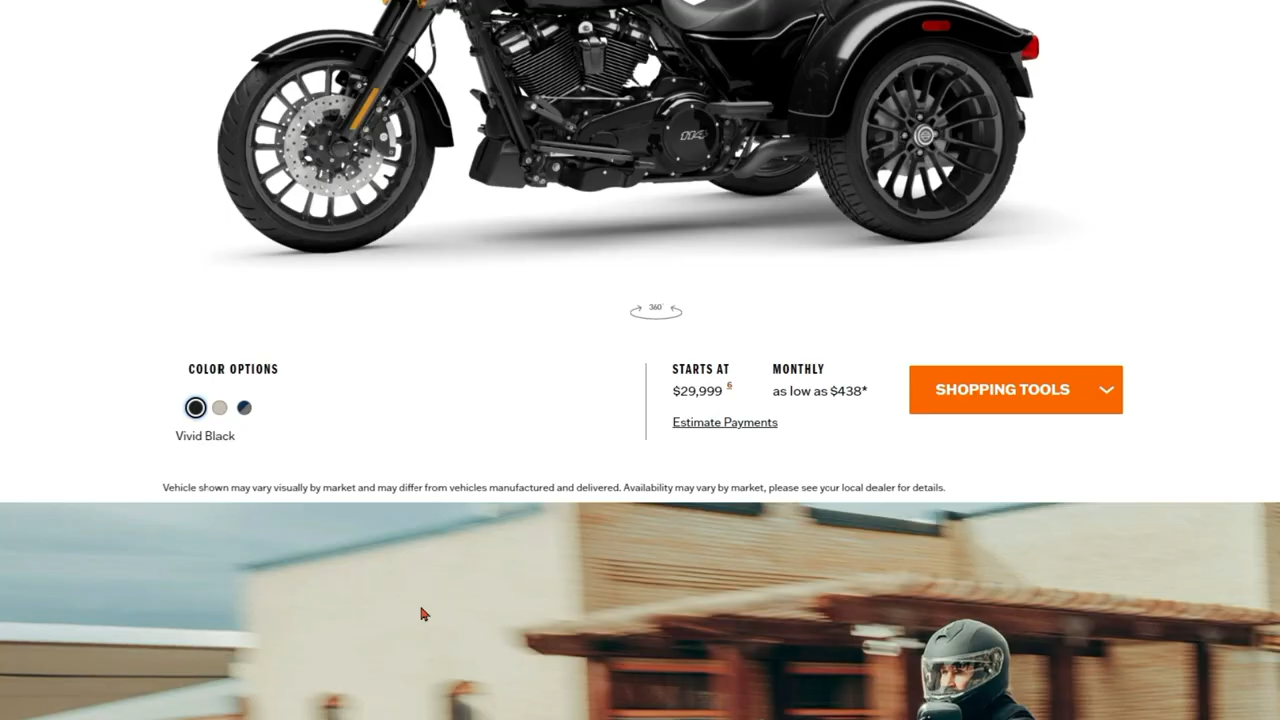 114
360°
COLOR OPTIONS
Vivid Black
STARTS AT
$29,999 6
Estimate Payments
MONTHLY
as low as $438*
SHOPPING TOOLS
Vehicle shown may vary visually by market and may differ from vehicles manufactured and delivered. Availability may vary by market, please see your local dealer for details.